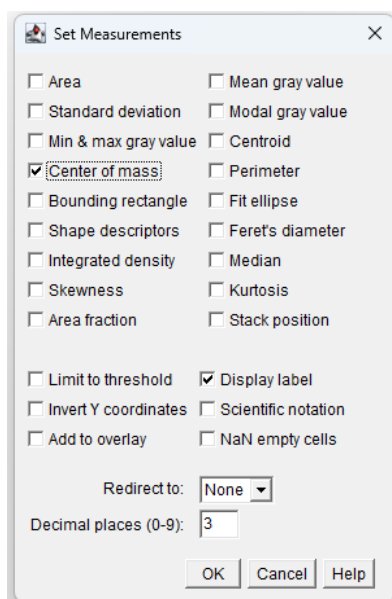 Set Measurements
Area Mean gray value
Standard deviation Modal gray value
Min & max gray value Centroid
Center of mass Perimeter
Bounding rectangle Fit ellipse
Shape descriptors Feret's diameter
Integrated density Median
Skewness Kurtosis
Area fraction Stack position
Limit to threshold Display label
Invert Y coordinates Scientific notation
Add to overlay NaN empty cells
Redirect to: None
Decimal places (0-9): 3
OK Cancel Help